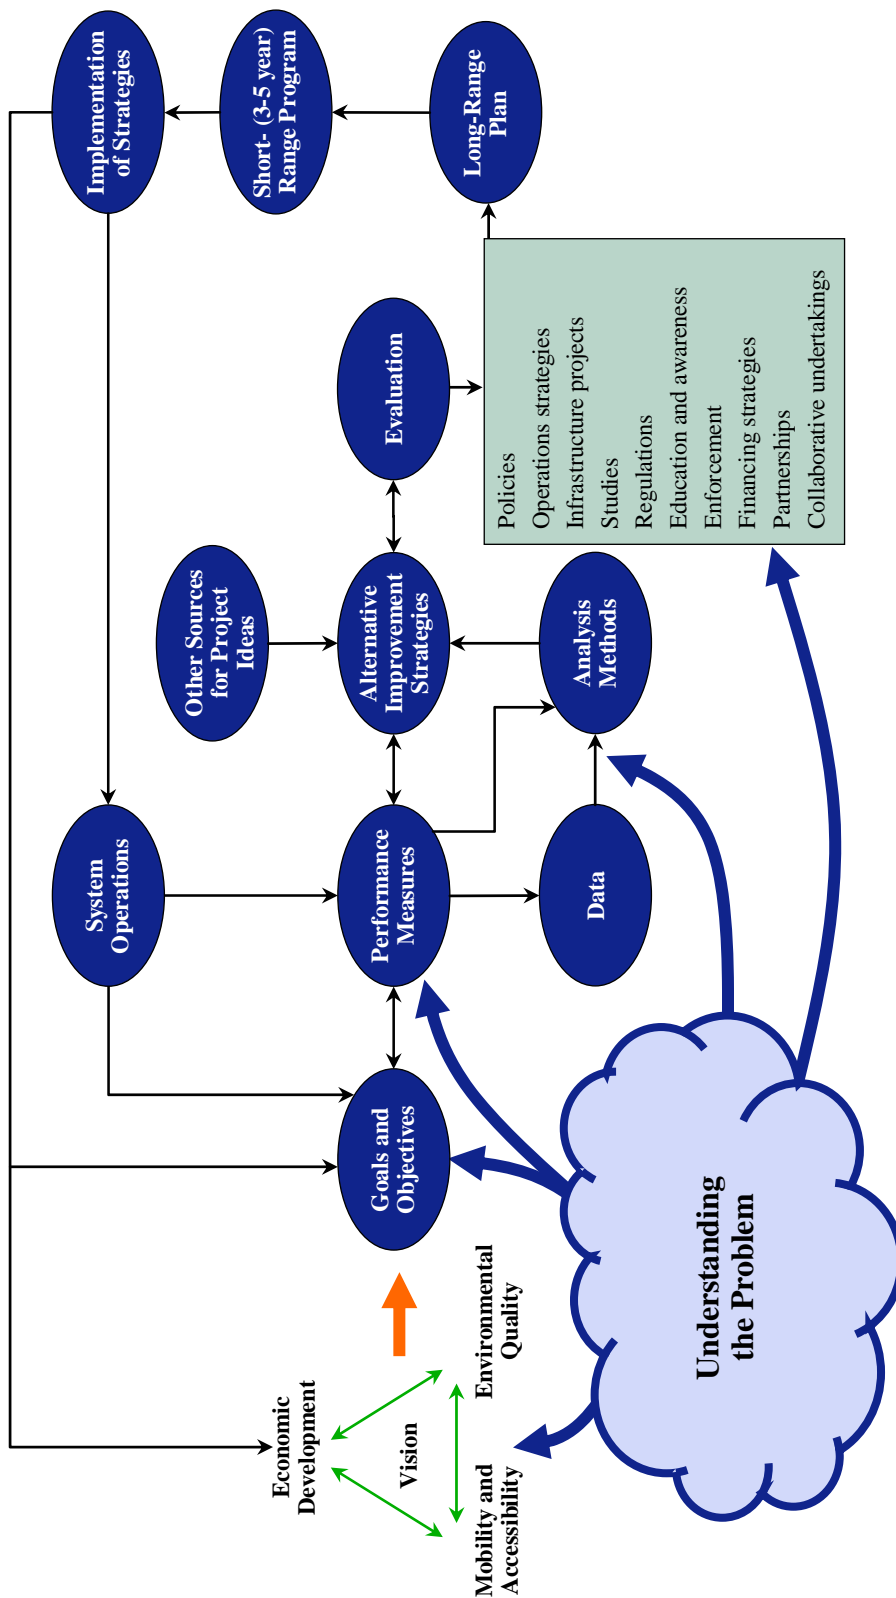 Economic
Development
Vision
Mobility and
Accessibility
Environmental
Quality
Goals and
Objectives
System
Operations
Performance
Measures
Data
Other Sources
for Project
Ideas
Alternative
Improvement
Strategies
Analysis
Methods
Evaluation
Policies
Operations strategies
Infrastructure projects
Studies
Regulations
Education and awareness
Enforcement
Financing strategies
Partnerships
Collaborative undertakings
Implementation
of Strategies
Short- (3-5 year)
Range Program
Long-Range
Plan
Understanding
the Problem